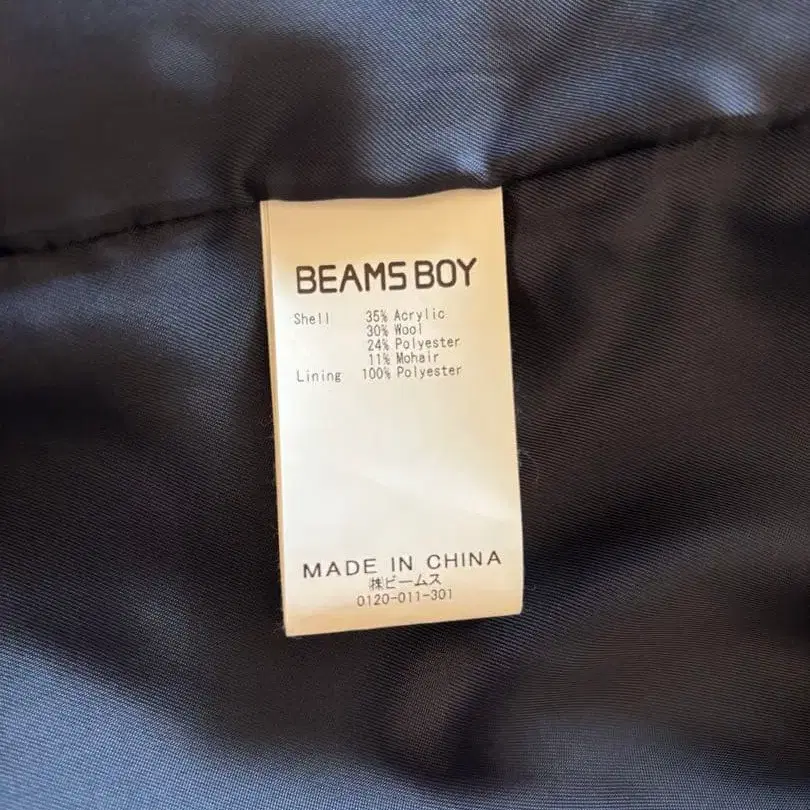 BEAMS BOY
Shell 35% Acrylic
30% Wool
24% Polyester
11% Mohair
Lining 100% Polyester
MADE IN CHINA
㈱ビームス
0120-011-301